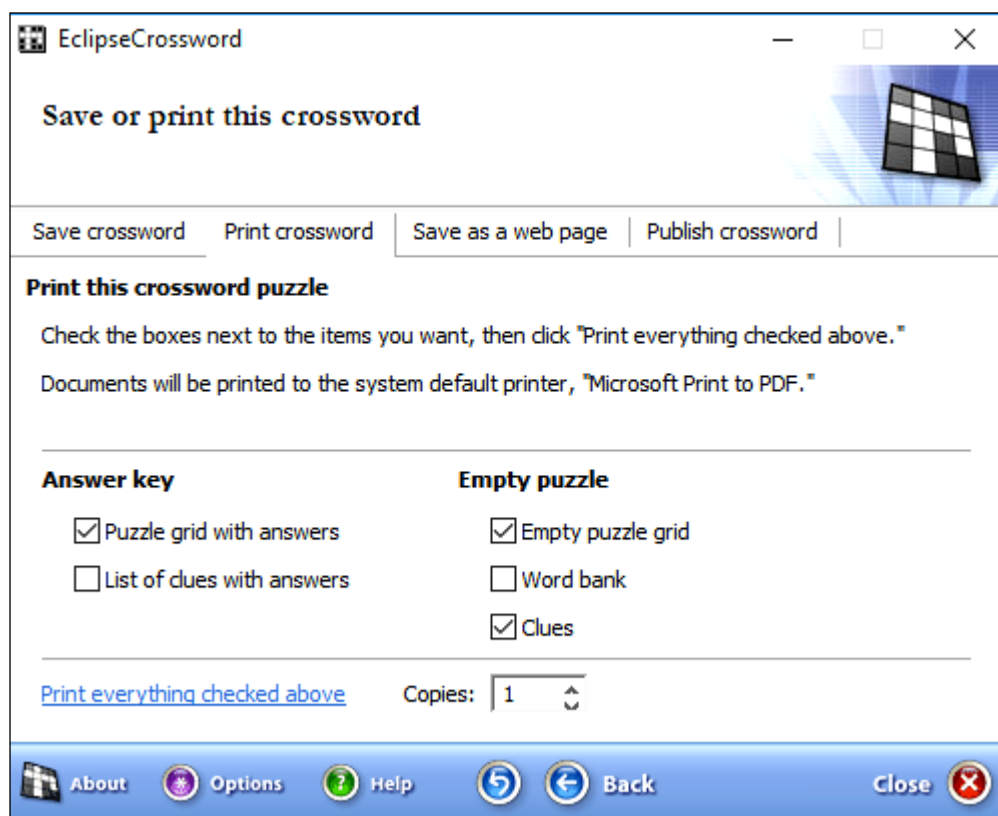 EclipseCrossword
Save or print this crossword
Save crossword Print crossword Save as a web page Publish crossword
Print this crossword puzzle
Check the boxes next to the items you want, then click "Print everything checked above."
Documents will be printed to the system default printer, "Microsoft Print to PDF."
Answer key Empty puzzle
Puzzle grid with answers Empty puzzle grid
List of clues with answers Word bank
Clues
Print everything checked above Copies: 1
About Options Help Back Close